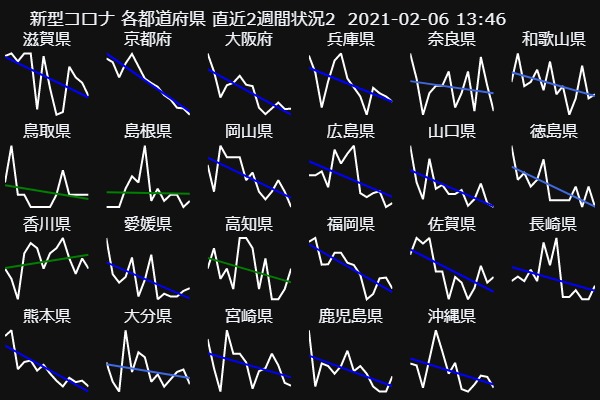 新型コロナ 各都道府県 直近2週間状況2 2021-02-06 13:46
滋賀県 京都府 大阪府 兵庫県 奈良県 和歌山県
鳥取県 島根県 岡山県 広島県 山口県 徳島県
香川県 愛媛県 高知県 福岡県 佐賀県 長崎県
熊本県 大分県 宮崎県 鹿児島県 沖縄県